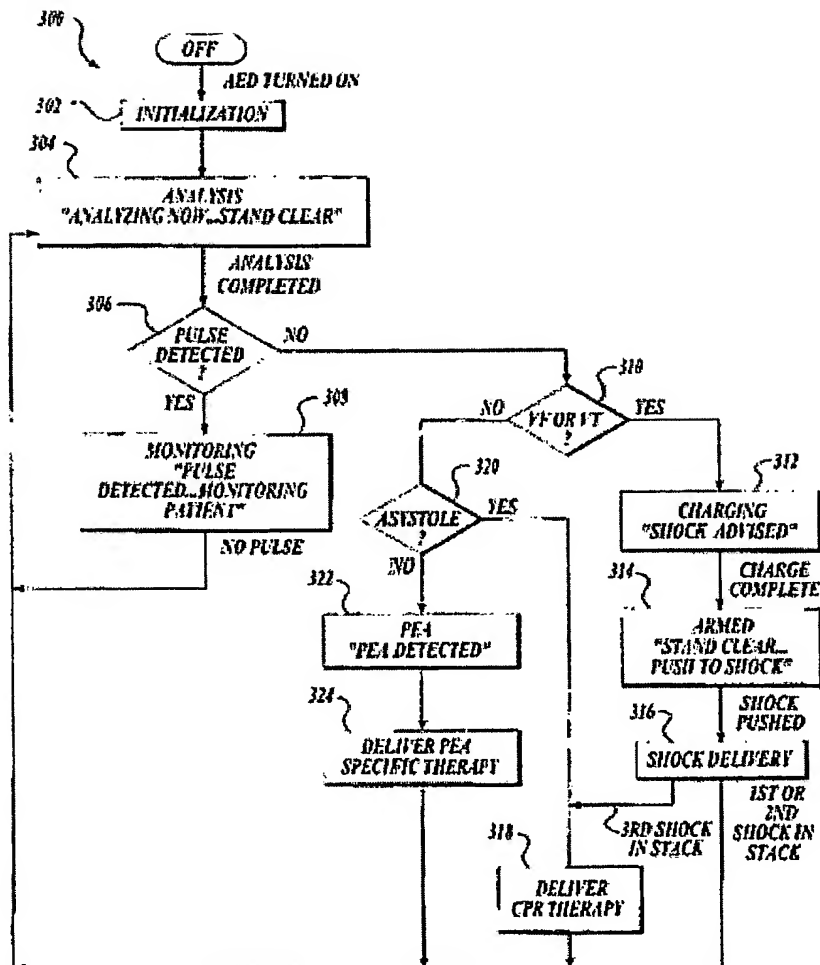 300
OFF
AED TURNED ON
302
INITIALIZATION
304
ANALYSIS
"ANALYZING NOW...STAND CLEAR"
ANALYSIS
COMPLETED
306
PULSE
DETECTED
?
NO
YES
310
VF OR VT
?
NO
YES
308
MONITORING
"PULSE
DETECTED...MONITORING
PATIENT"
NO PULSE
320
ASYSTOLE
?
YES
NO
312
CHARGING
"SHOCK ADVISED"
CHARGE
COMPLETE
322
PEA
"PEA DETECTED"
314
ARMED
"STAND CLEAR...
PUSH TO SHOCK"
SHOCK
PUSHED
324
DELIVER PEA
SPECIFIC THERAPY
316
SHOCK DELIVERY
3RD SHOCK
IN STACK
1ST OR
2ND
SHOCK IN
STACK
318
DELIVER
CPR THERAPY